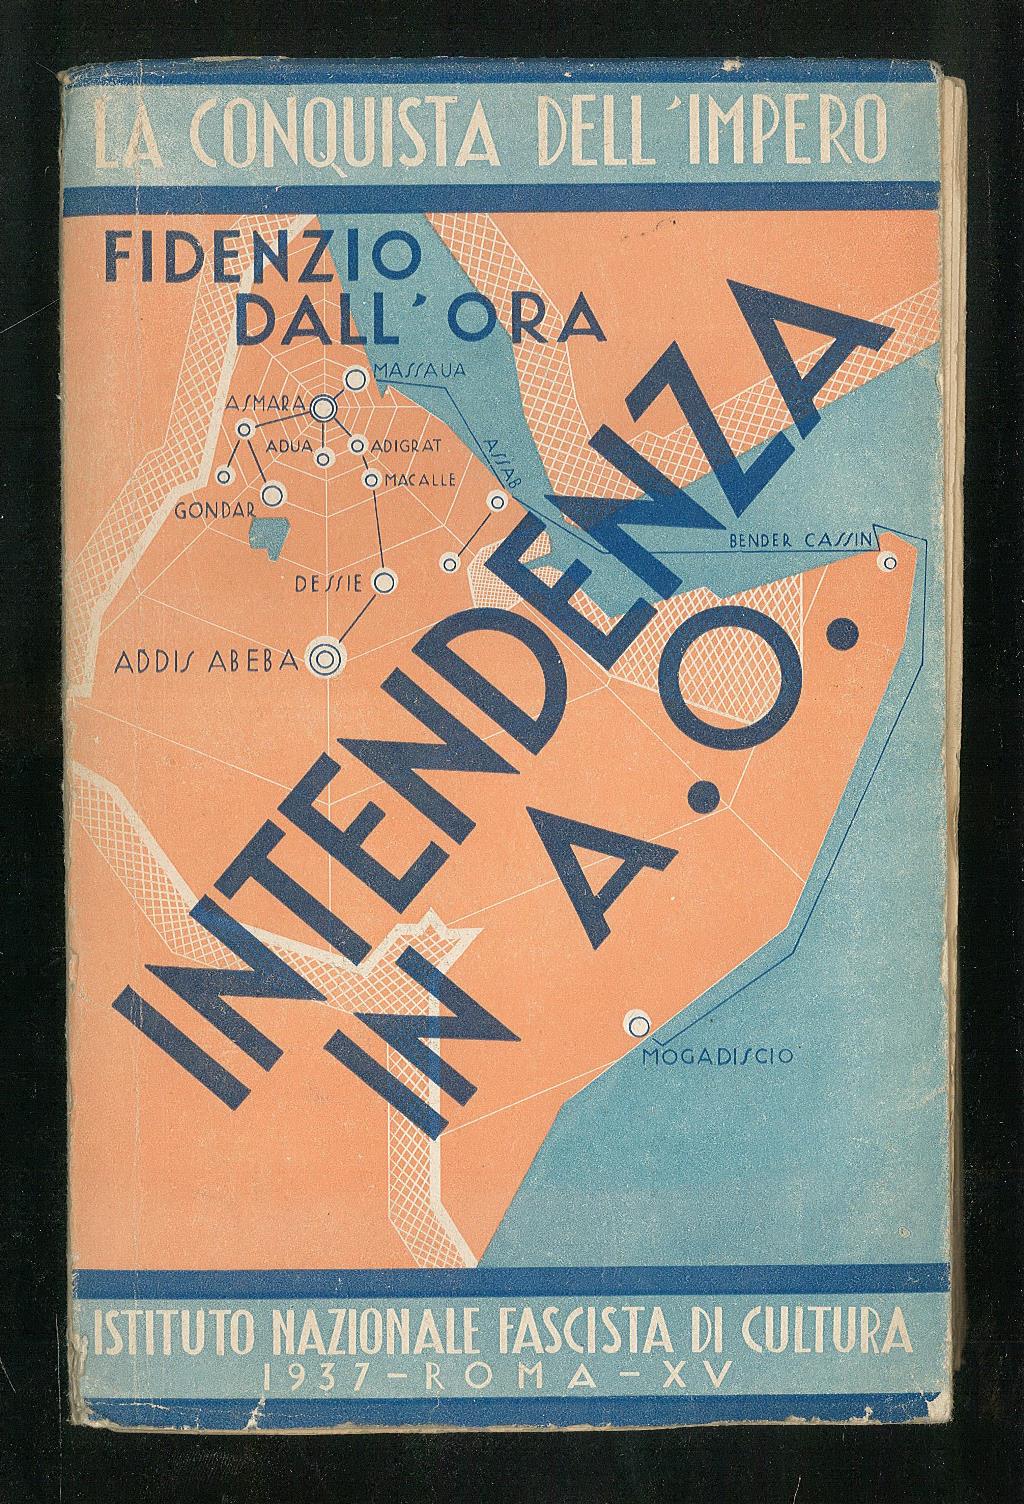 LA CONQUISTA DELL'IMPERO
FIDENZIO
DALL'ORA
MASSAUA
ASMARA
ADUA
ADIGRAT
MACALLE
ASSAB
GONDAR
BENDER CASSIN
DESSIE
ADDIS ABEBA
INTENDENZA
IN A.O.
MOGADISCIO
ISTITUTO NAZIONALE FASCISTA DI CULTURA
1937-ROMA-XV